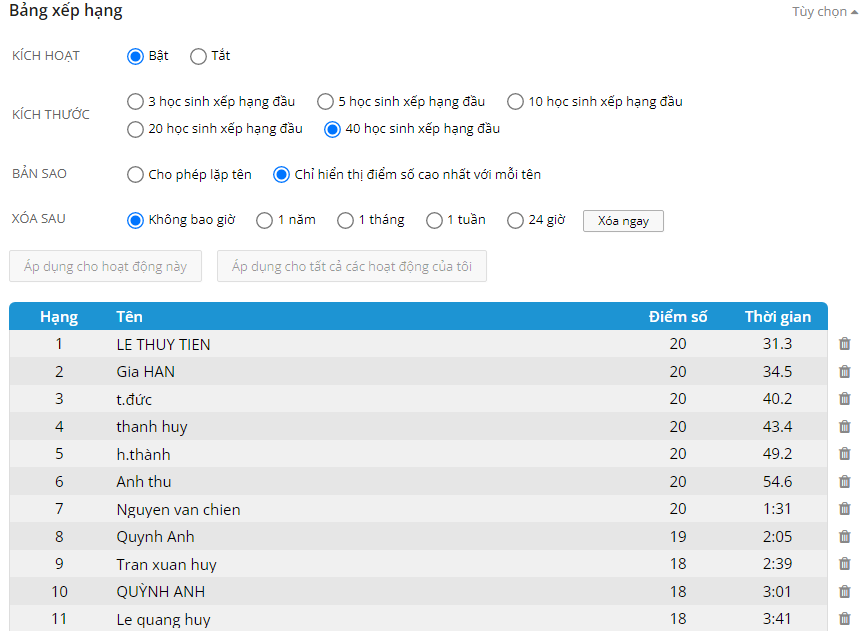 Bảng xếp hạng Tùy chọn
KÍCH HOẠT Bật Tắt
KÍCH THƯỚC 3 học sinh xếp hạng đầu 5 học sinh xếp hạng đầu 10 học sinh xếp hạng đầu
20 học sinh xếp hạng đầu 40 học sinh xếp hạng đầu
BẢN SAO Cho phép lặp tên Chỉ hiển thị điểm số cao nhất với mỗi tên
XÓA SAU Không bao giờ 1 năm 1 tháng 1 tuần 24 giờ Xóa ngay
Áp dụng cho hoạt động này Áp dụng cho tất cả các hoạt động của tôi
Hạng Tên Điểm số Thời gian
1 LE THUY TIEN 20 31.3
2 Gia HAN 20 34.5
3 t.đức 20 40.2
4 thanh huy 20 43.4
5 h.thành 20 49.2
6 Anh thu 20 54.6
7 Nguyen van chien 20 1:31
8 Quynh Anh 19 2:05
9 Tran xuan huy 18 2:39
10 QUỲNH ANH 18 3:01
11 Le quang huy 18 3:41